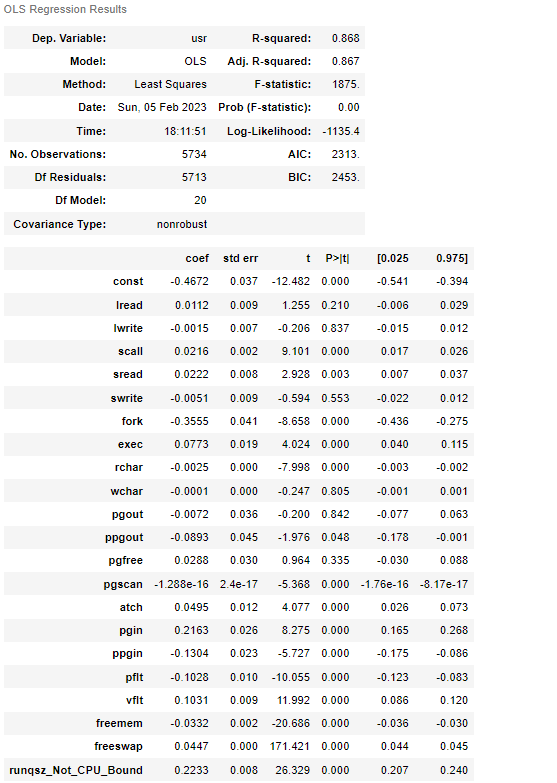 OLS Regression Results
Dep. Variable: usr R-squared: 0.868
Model: OLS Adj. R-squared: 0.867
Method: Least Squares F-statistic: 1875.
Date: Sun, 05 Feb 2023 Prob (F-statistic): 0.00
Time: 18:11:51 Log-Likelihood: -1135.4
No. Observations: 5734 AIC: 2313.
Df Residuals: 5713 BIC: 2453.
Df Model: 20
Covariance Type: nonrobust
coef std err t P>|t| [0.025 0.975]
const -0.4672 0.037 -12.482 0.000 -0.541 -0.394
lread 0.0112 0.009 1.255 0.210 -0.006 0.029
lwrite -0.0015 0.007 -0.206 0.837 -0.015 0.012
scall 0.0216 0.002 9.101 0.000 0.017 0.026
sread 0.0222 0.008 2.928 0.003 0.007 0.037
swrite -0.0051 0.009 -0.594 0.553 -0.022 0.012
fork -0.3555 0.041 -8.658 0.000 -0.436 -0.275
exec 0.0773 0.019 4.024 0.000 0.040 0.115
rchar -0.0025 0.000 -7.998 0.000 -0.003 -0.002
wchar -0.0001 0.000 -0.247 0.805 -0.001 0.001
pgout -0.0072 0.036 -0.200 0.842 -0.077 0.063
ppgout -0.0893 0.045 -1.976 0.048 -0.178 -0.001
pgfree 0.0288 0.030 0.964 0.335 -0.030 0.088
pgscan -1.288e-16 2.4e-17 -5.368 0.000 -1.76e-16 -8.17e-17
atch 0.0495 0.012 4.077 0.000 0.026 0.073
pgin 0.2163 0.026 8.275 0.000 0.165 0.268
ppgin -0.1304 0.023 -5.727 0.000 -0.175 -0.086
pflt -0.1028 0.010 -10.055 0.000 -0.123 -0.083
vflt 0.1031 0.009 11.992 0.000 0.086 0.120
freemem -0.0332 0.002 -20.686 0.000 -0.036 -0.030
freeswap 0.0447 0.000 171.421 0.000 0.044 0.045
runqsz_Not_CPU_Bound 0.2233 0.008 26.329 0.000 0.207 0.240